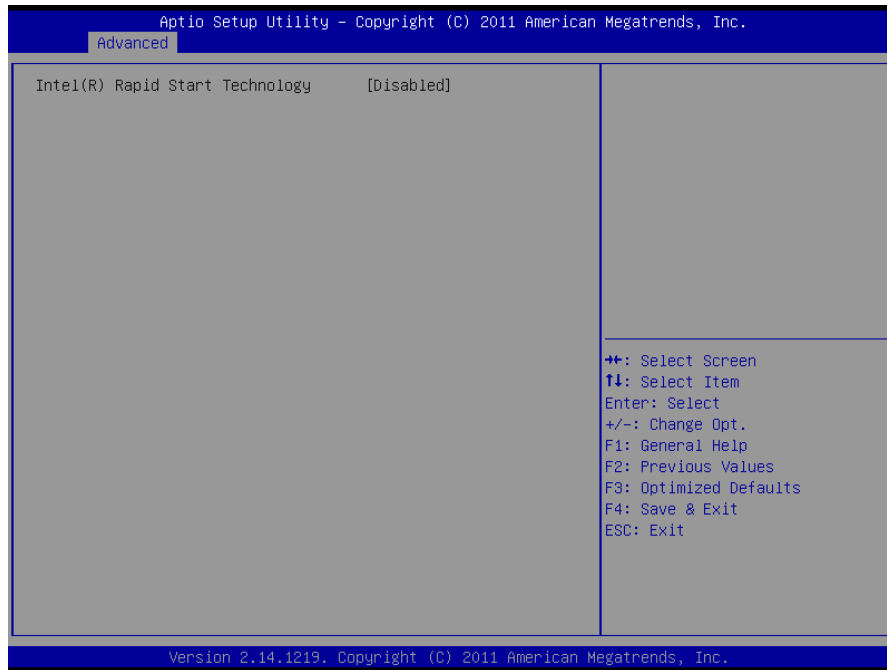 Aptio Setup Utility – Copyright (C) 2011 American Megatrends, Inc.
Advanced
Intel(R) Rapid Start Technology [Disabled]
→←: Select Screen
↑↓: Select Item
Enter: Select
+/-: Change Opt.
F1: General Help
F2: Previous Values
F3: Optimized Defaults
F4: Save & Exit
ESC: Exit
Version 2.14.1219. Copyright (C) 2011 American Megatrends, Inc.